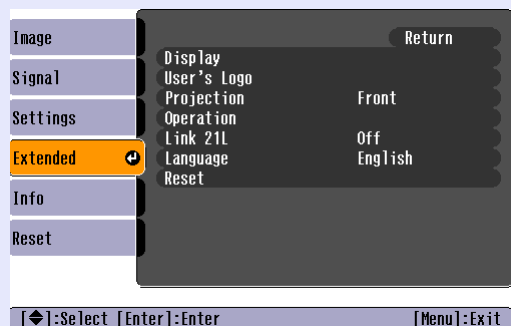 Image
Signal
Settings
Extended
Info
Reset
Return
Display
User's Logo
Projection Front
Operation
Link 21L Off
Language English
Reset
[◆]:Select [Enter]:Enter [Menu]:Exit